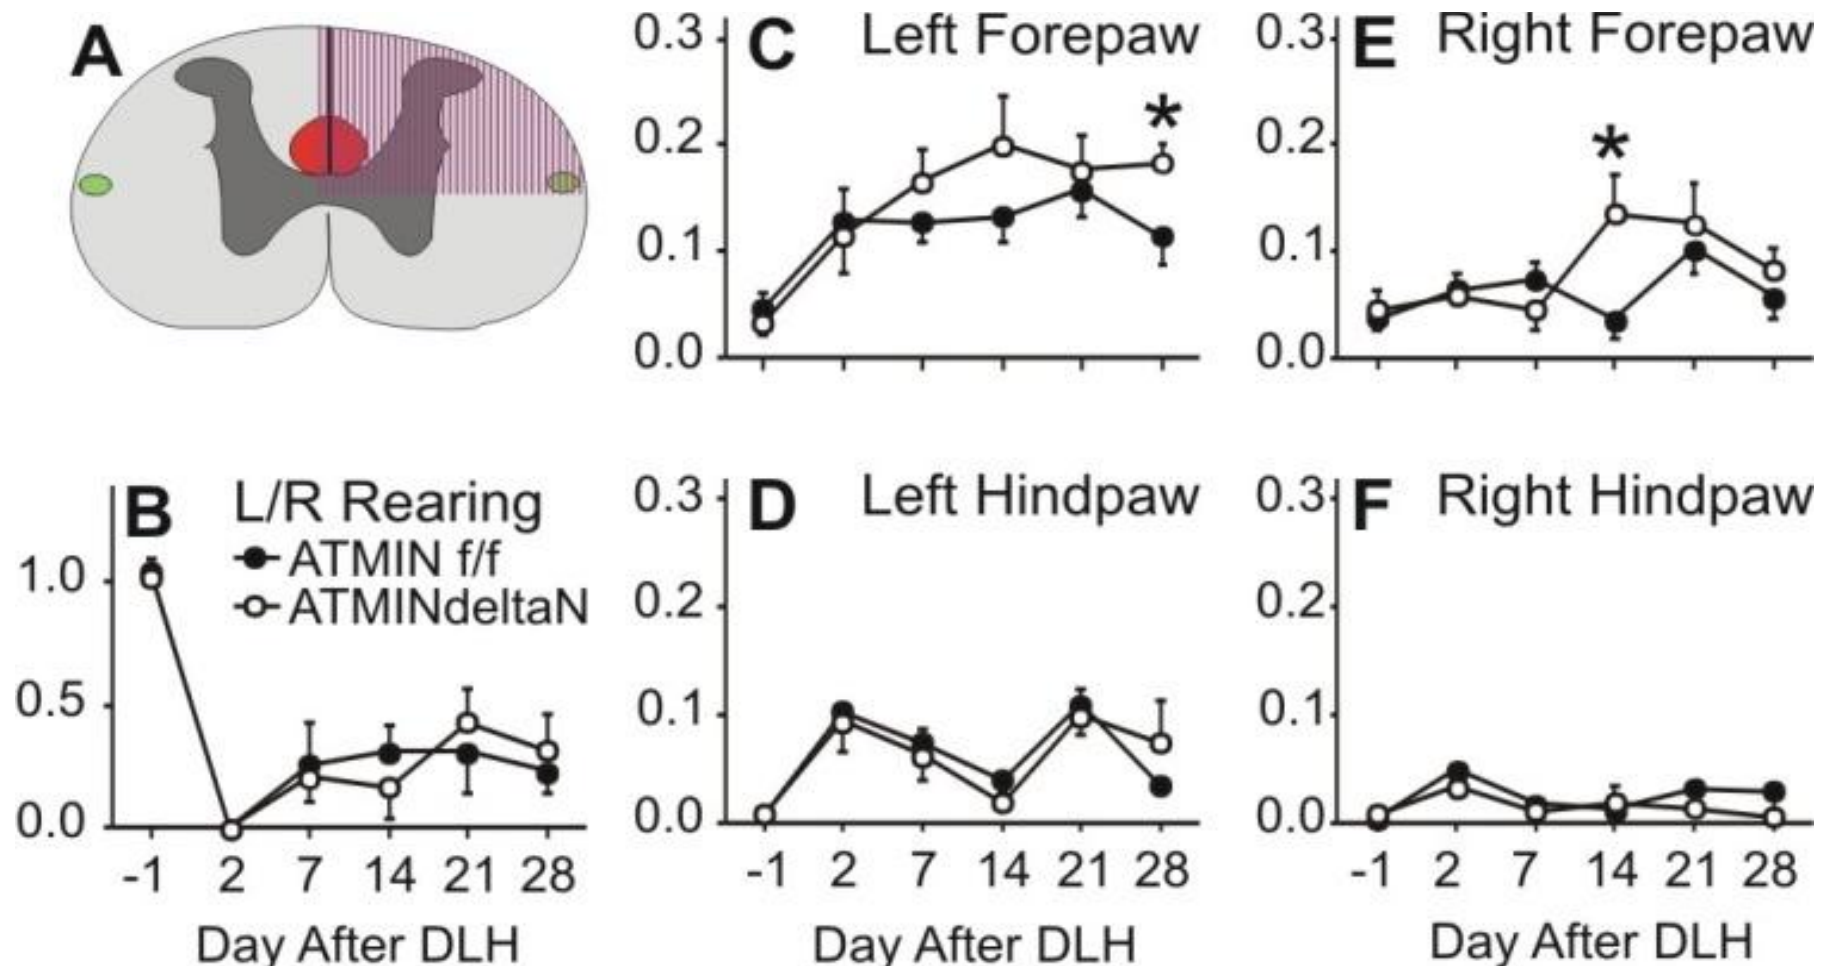 A
B L/R Rearing
ATMIN f/f
ATMINdeltaN
1.0
0.5
0.0
-1 2 7 14 21 28
Day After DLH
C Left Forepaw
0.3
0.2
0.1
0.0
*
D Left Hindpaw
0.3
0.2
0.1
0.0
-1 2 7 14 21 28
Day After DLH
E Right Forepaw
0.3
0.2
0.1
0.0
*
F Right Hindpaw
0.3
0.2
0.1
0.0
-1 2 7 14 21 28
Day After DLH